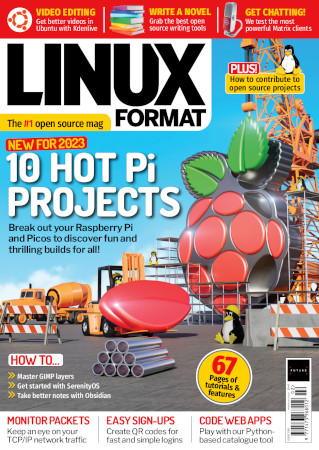 VIDEO EDITING
Get better videos in
Ubuntu with Kdenlive
WRITE A NOVEL
Grab the best open
source writing tools
GET CHATTING!
We test the most
powerful Matrix clients
LINUX
FORMAT
The #1 open source mag
PLUS!
How to contribute to
open source projects
NEW FOR 2023
10 HOT Pi
PROJECTS
Break out your Raspberry Pi
and Picos to discover fun and
thrilling builds for all!
HOW TO...
Master GIMP layers
Get started with SerenityOS
Take better notes with Obsidian
67
Pages of
tutorials &
features
FUTURE
MONITOR PACKETS
Keep an eye on your
TCP/IP network traffic
EASY SIGN-UPS
Create QR codes for
fast and simple logins
CODE WEB APPS
Play with our Python-
based catalogue tool